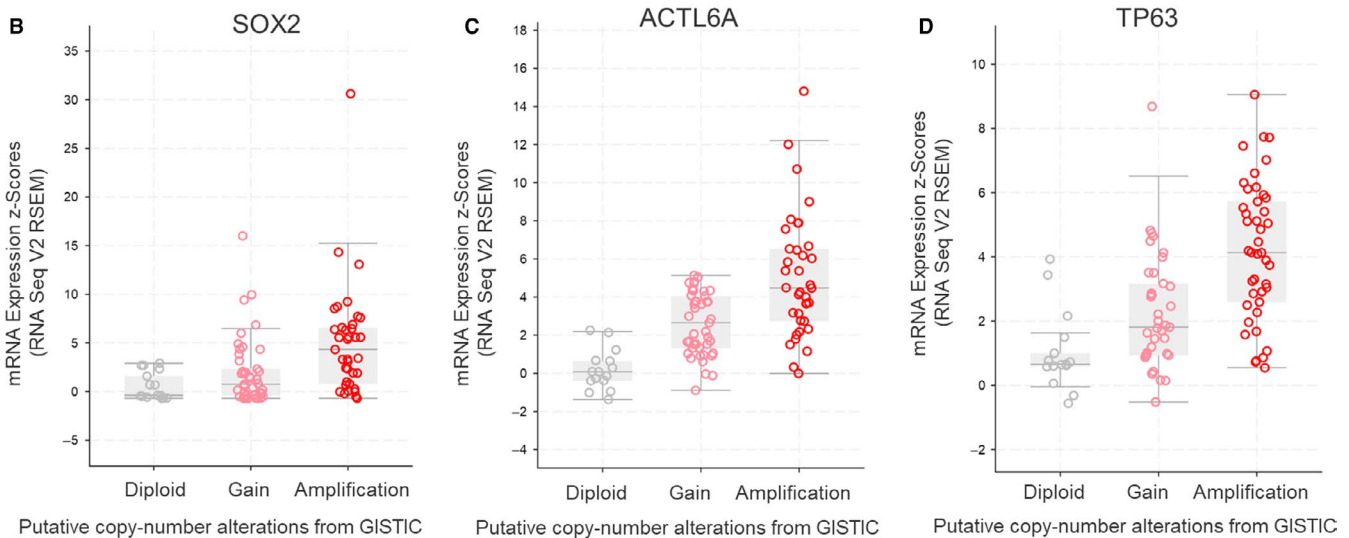 B
SOX2
mRNA Expression z-Scores
(RNA Seq V2 RSEM)
35
30
25
20
15
10
5
0
–5
Diploid Gain Amplification
Putative copy-number alterations from GISTIC
C
ACTL6A
mRNA Expression z-Scores
(RNA Seq V2 RSEM)
18
16
14
12
10
8
6
4
2
0
–2
–4
Diploid Gain Amplification
Putative copy-number alterations from GISTIC
D
TP63
mRNA Expression z-Scores
(RNA Seq V2 RSEM)
10
8
6
4
2
0
–2
Diploid Gain Amplification
Putative copy-number alterations from GISTIC